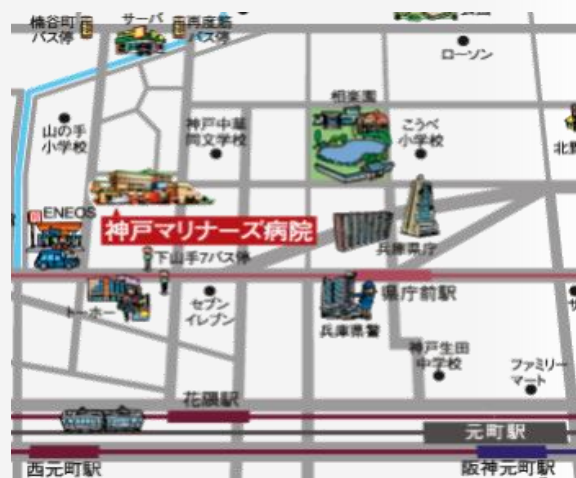 楠谷町
バス停
サーバ
再度筋
バス停
ローソン
山の手
小学校
神戸中華
同文学校
相楽園
こうべ
小学校
ENEOS
神戸マリナーズ病院
下山手7バス停
兵庫県庁
県庁前駅
トーホー
セブン
イレブン
兵庫県警
神戸生田
中学校
ファミリー
マート
花隈駅
元町駅
西元町駅
阪神元町駅